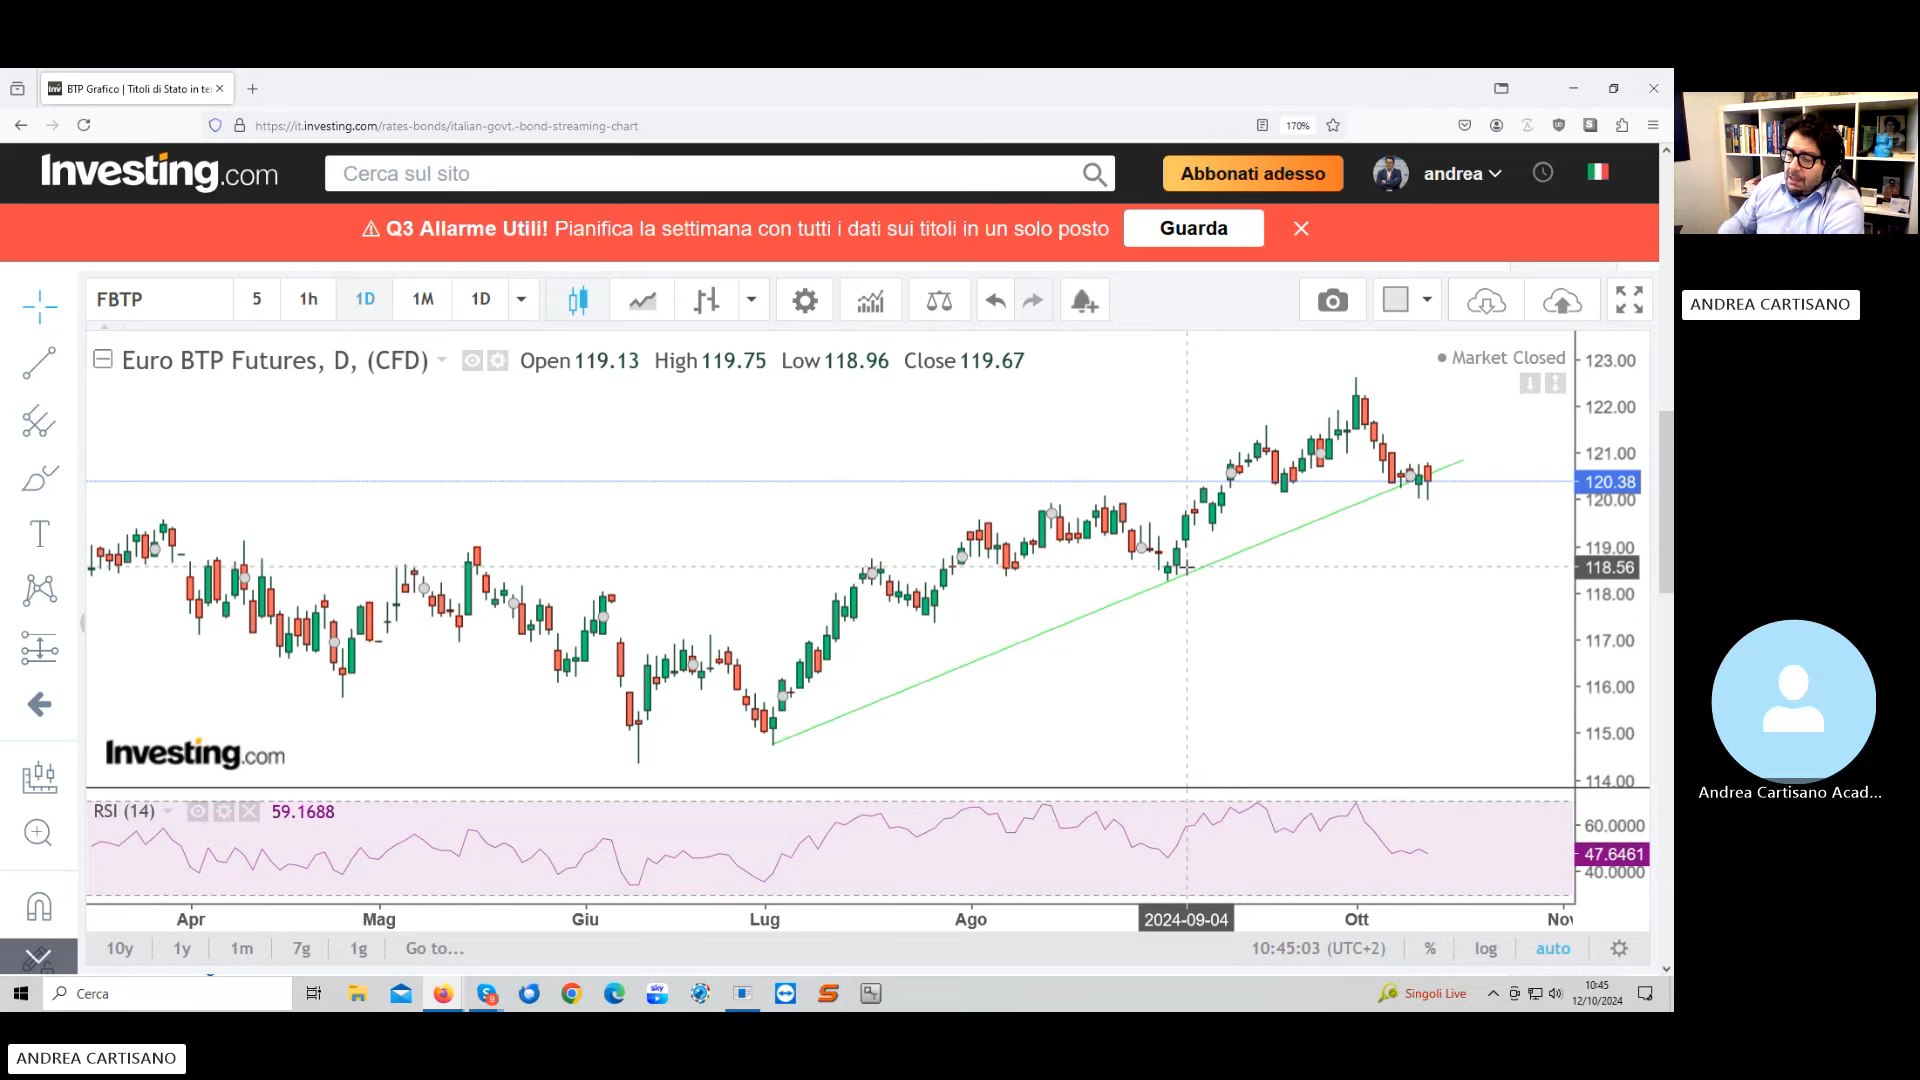 BTP Grafico | Titoli di Stato in te
https://it.investing.com/rates-bonds/italian-govt.-bond-streaming-chart
170%
Investing.com
Cerca sul sito
Abbonati adesso
andrea
Q3 Allarme Utili! Pianifica la settimana con tutti i dati sui titoli in un solo posto
Guarda
ANDREA CARTISANO
FBTP
5
1h
1D
1M
1D
Euro BTP Futures, D, (CFD)
Open 119.13 High 119.75 Low 118.96 Close 119.67
Market Closed
123.00
122.00
121.00
120.38
120.00
119.00
118.56
118.00
117.00
116.00
115.00
114.00
Investing.com
Andrea Cartisano Acad...
RSI (14)
59.1688
60.0000
47.6461
40.0000
Apr
Mag
Giu
Lug
Ago
2024-09-04
Ott
Nov
10y
1y
1m
7g
1g
Go to...
10:45:03 (UTC+2)
%
log
auto
Cerca
sky
9
Singoli Live
10:45
12/10/2024
ANDREA CARTISANO